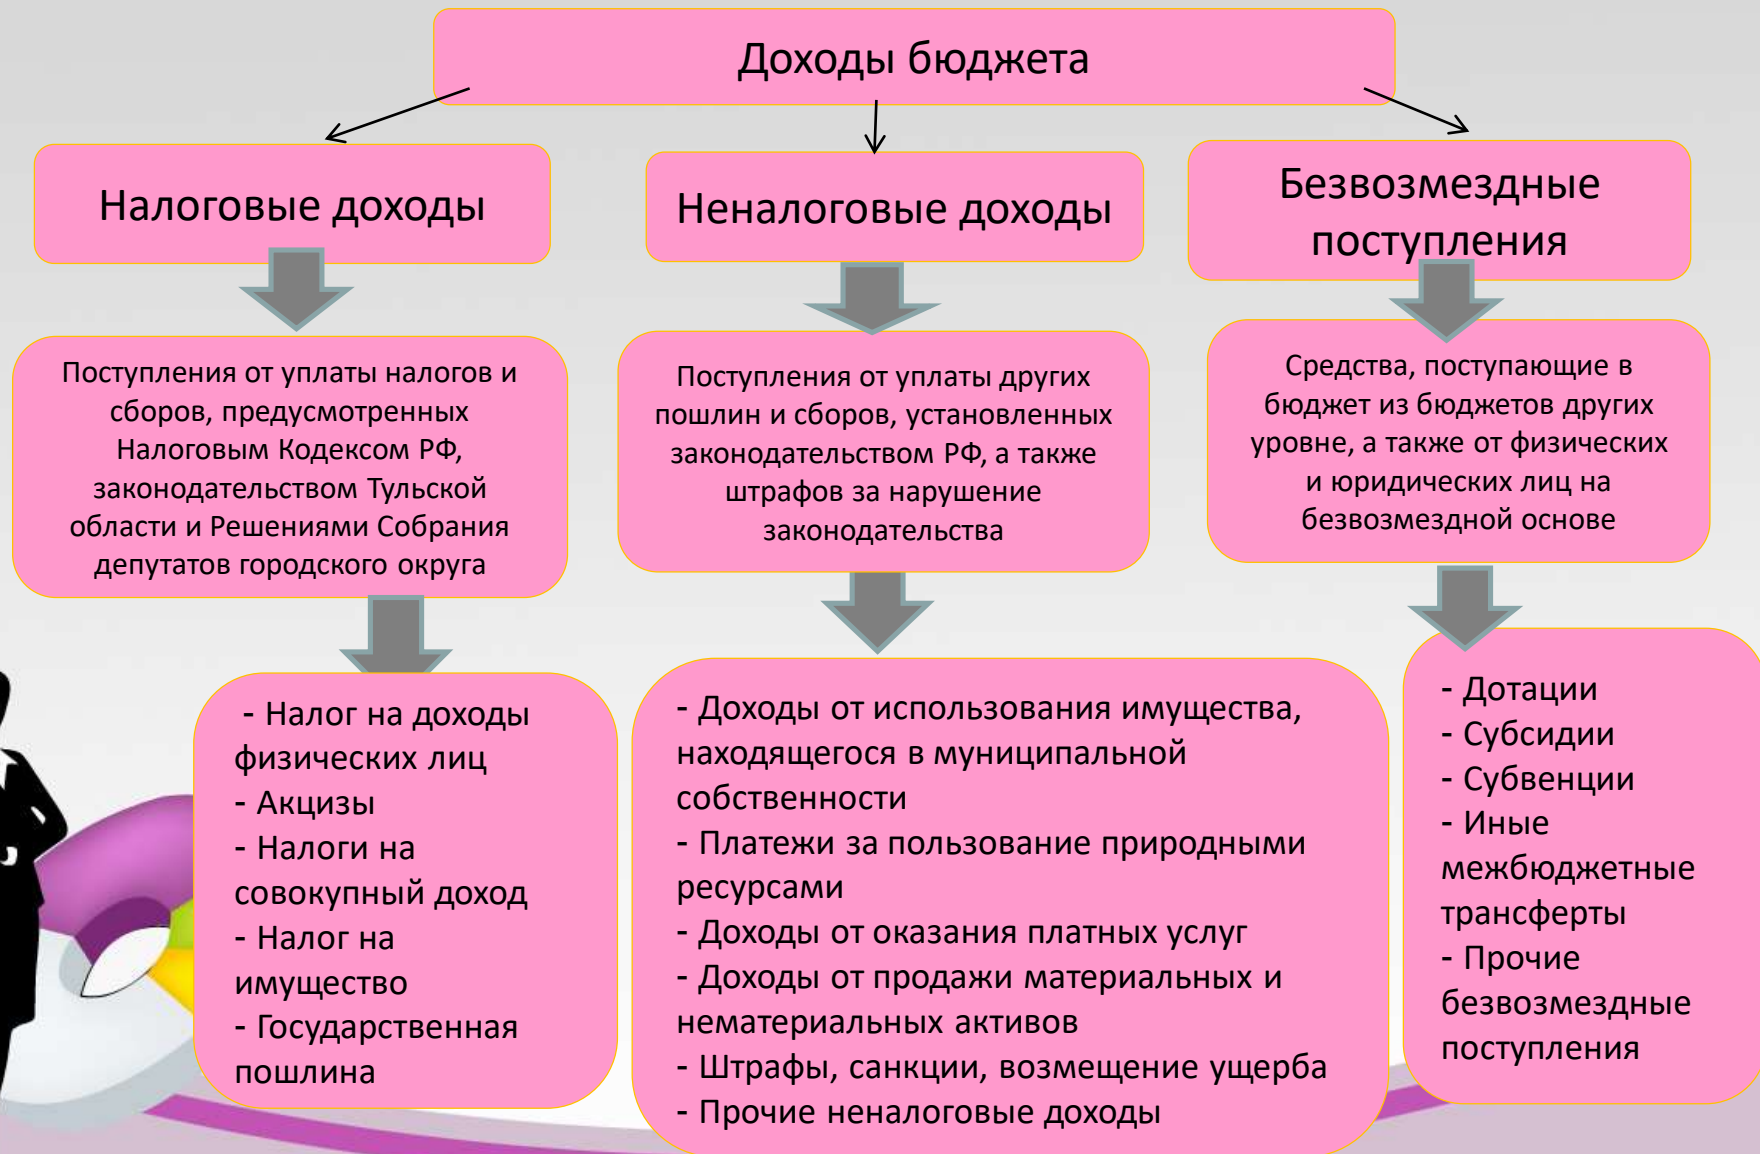 Доходы бюджета
Налоговые доходы
Неналоговые доходы
Безвозмездные
поступления
Поступления от уплаты налогов и
сборов, предусмотренных
Налоговым Кодексом РФ,
законодательством Тульской
области и Решениями Собрания
депутатов городского округа
Поступления от уплаты других
пошлин и сборов, установленных
законодательством РФ, а также
штрафов за нарушение
законодательства
Средства, поступающие в
бюджет из бюджетов других
уровне, а также от физических
и юридических лиц на
безвозмездной основе
- Налог на доходы
физических лиц
- Акцизы
- Налоги на
совокупный доход
- Налог на
имущество
- Государственная
пошлина
- Доходы от использования имущества,
находящегося в муниципальной
собственности
- Платежи за пользование природными
ресурсами
- Доходы от оказания платных услуг
- Доходы от продажи материальных и
нематериальных активов
- Штрафы, санкции, возмещение ущерба
- Прочие неналоговые доходы
- Дотации
- Субсидии
- Субвенции
- Иные
межбюджетные
трансферты
- Прочие
безвозмездные
поступления